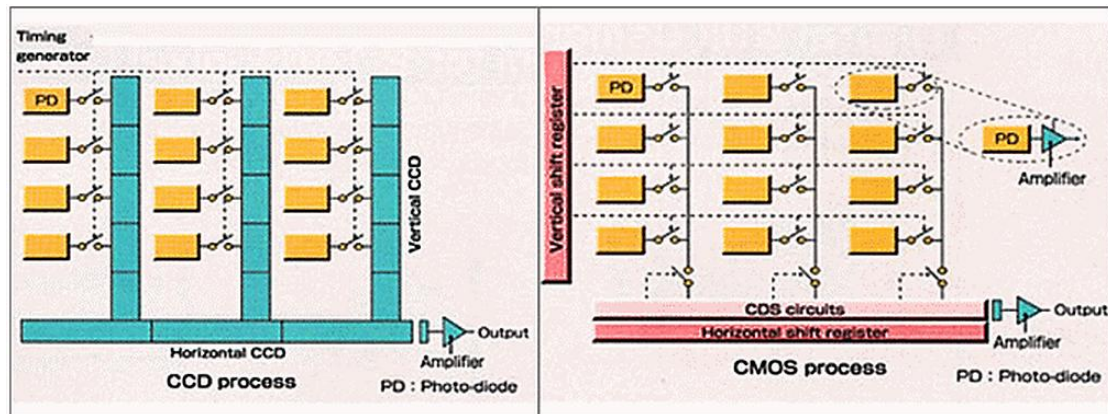 Timing
generator
PD
Vertical CCD
Horizontal CCD
Output
Amplifier
CCD process
PD : Photo-diode
Vertical shift register
PD
PD
Amplifier
CDS circuits
Horizontal shift register
Output
Amplifier
CMOS process
PD : Photo-diode